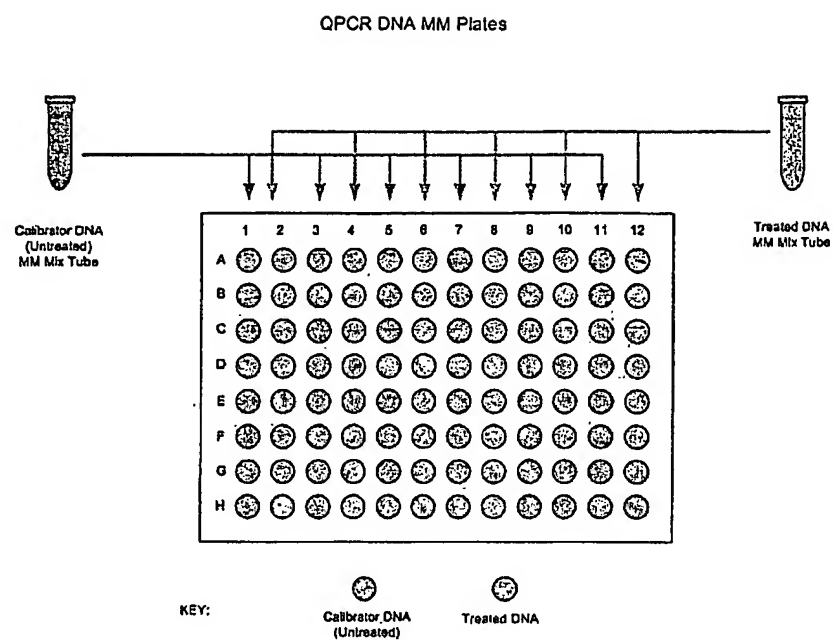 QPCR DNA MM Plates
Calibrator DNA
(Untreated)
MM Mix Tube
Treated DNA
MM Mix Tube
1 2 3 4 5 6 7 8 9 10 11 12
A
B
C
D
E
F
G
H
KEY:
Calibrator DNA
(Untreated)
Treated DNA